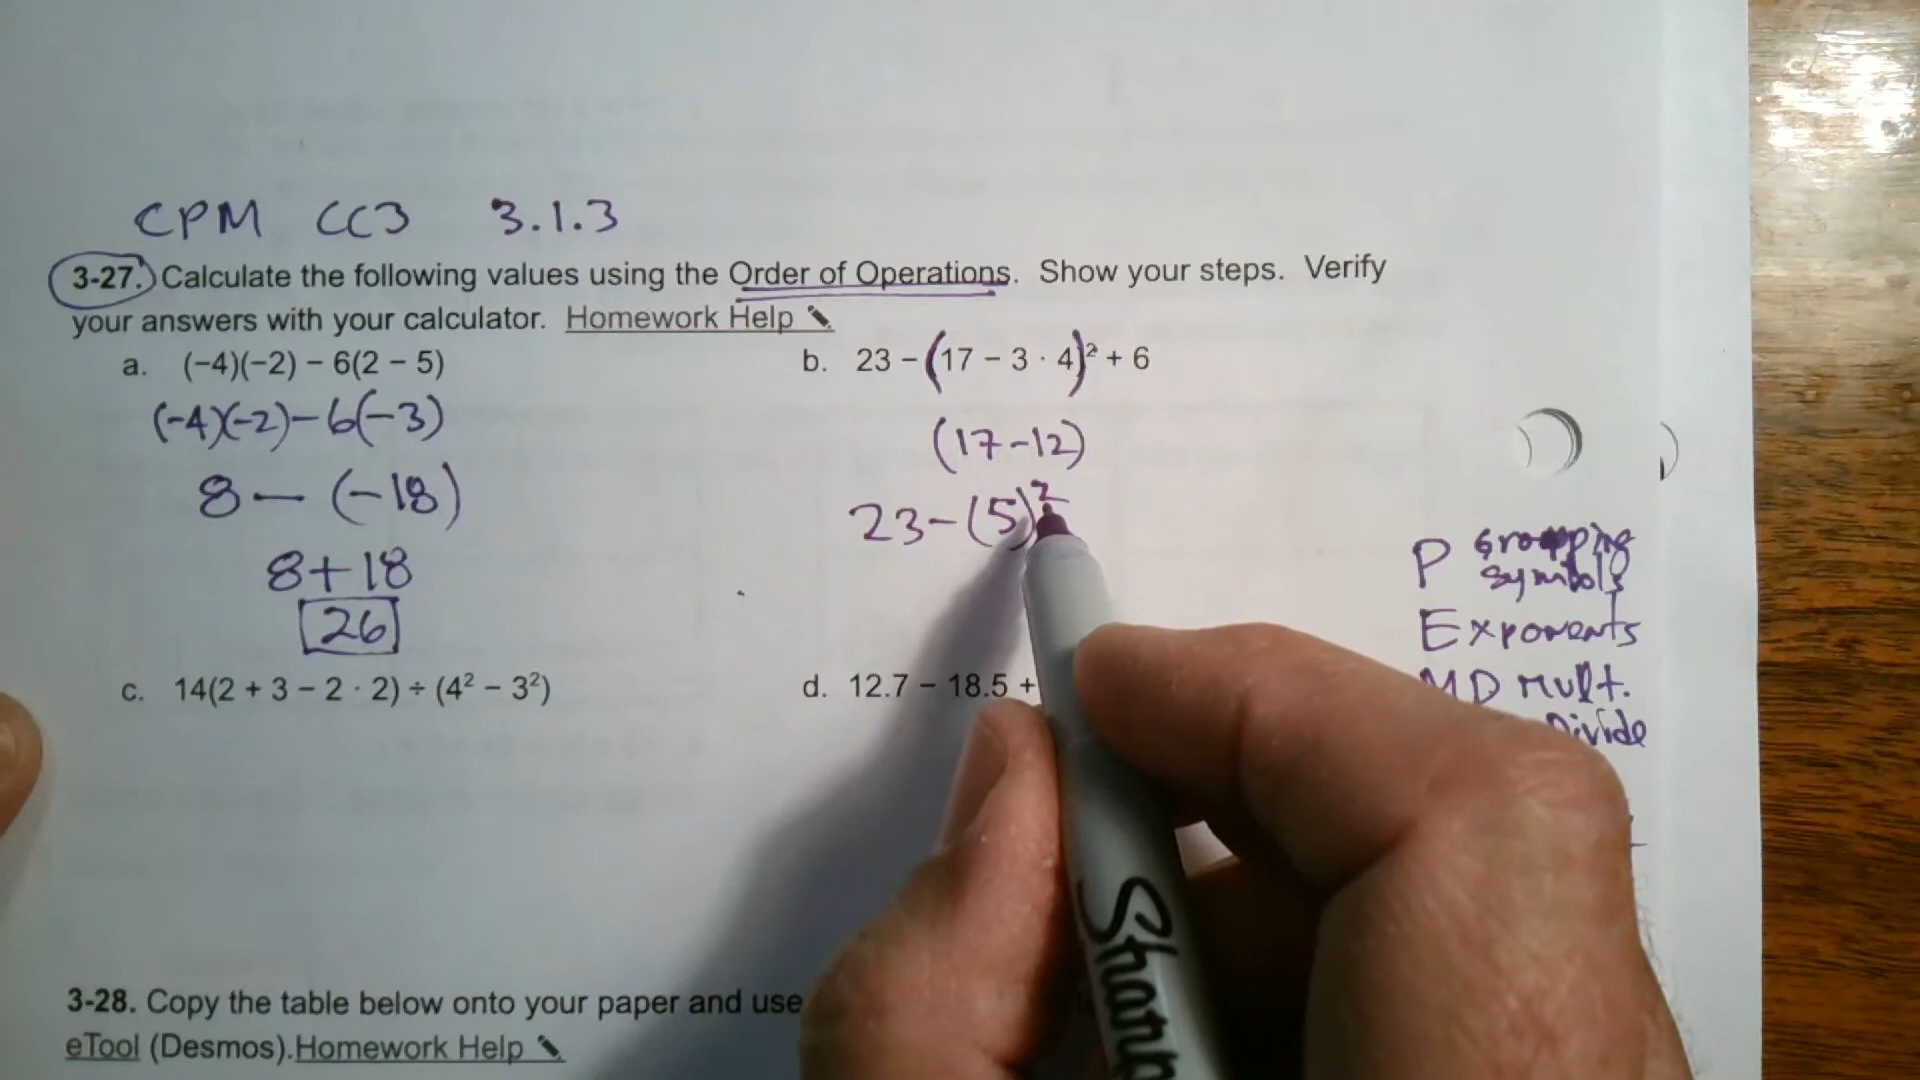 CPM CC3 3.1.3
3-27. Calculate the following values using the Order of Operations. Show your steps. Verify
your answers with your calculator. Homework Help
a. (−4)(−2) − 6(2 − 5)
(-4)(-2)-6(-3)
8 — (-18)
8+18
26
b. 23 − (17 − 3 · 4)² + 6
(17-12)
23-(5)²
c. 14(2 + 3 − 2 · 2) ÷ (4² − 3²)
d. 12.7 − 18.5 +
P Grouping
symbols
Exponents
MD Mult.
Divide
3-28. Copy the table below onto your paper and use
eTool (Desmos).Homework Help
Sharp